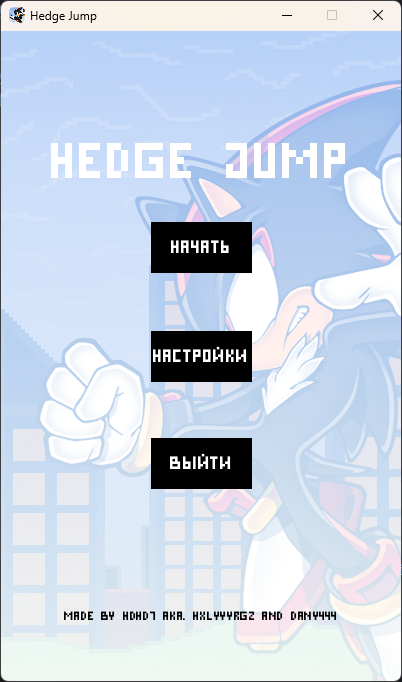 Hedge Jump
HEDGE JUMP
НАЧАТЬ
НАСТРОЙКИ
ВЫЙТИ
MADE BY HDHD7 AKA. HXLYYYRGZ AND DANY444